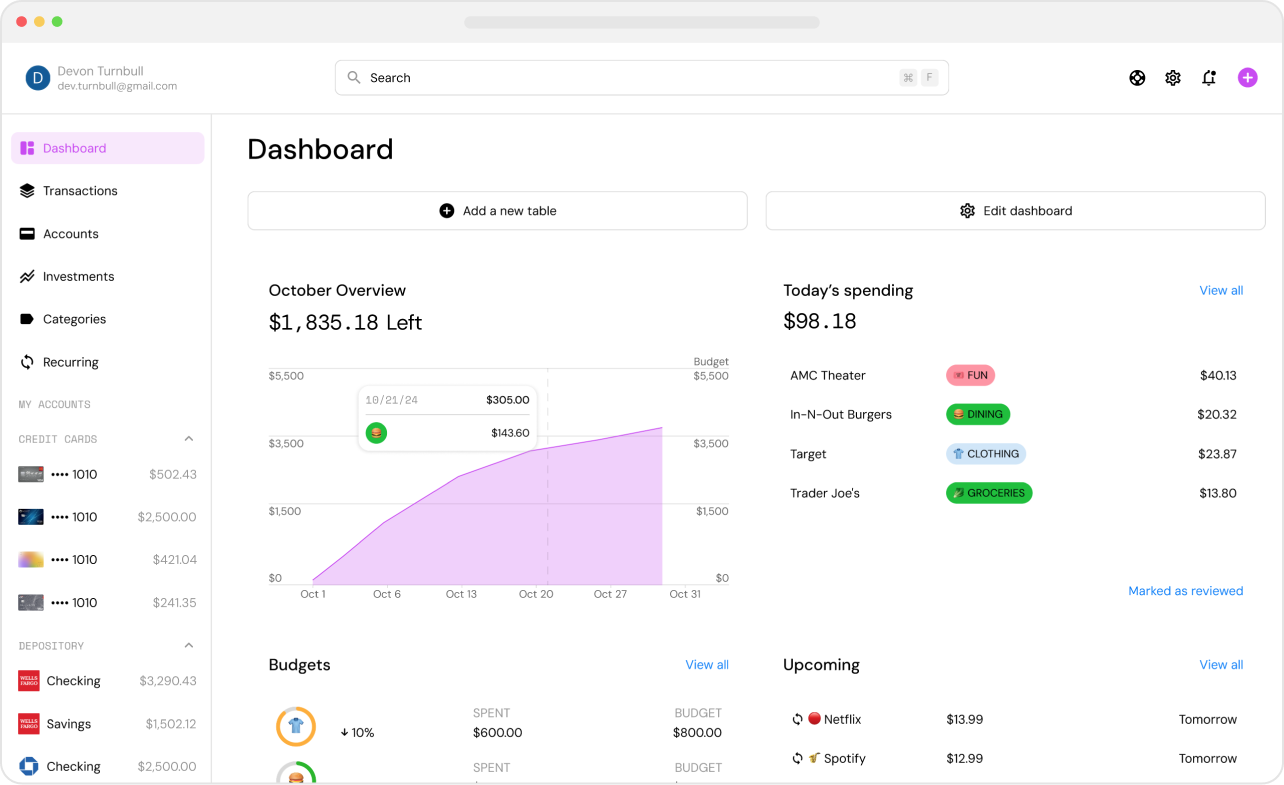 D
Devon Turnbull
dev.turnbull@gmail.com
Search
⌘ F
Dashboard
Transactions
Accounts
Investments
Categories
Recurring
MY ACCOUNTS
CREDIT CARDS
•••• 1010 $502.43
•••• 1010 $2,500.00
•••• 1010 $421.04
•••• 1010 $241.35
DEPOSITORY
WELLS FARGO Checking $3,290.43
WELLS FARGO Savings $1,502.12
Checking $2,500.00
Dashboard
Add a new table
Edit dashboard
October Overview
$1,835.18 Left
Budget
$5,500 $5,500
10/21/24 $305.00
$143.60
$3,500 $3,500
$1,500 $1,500
$0 $0
Oct 1 Oct 6 Oct 13 Oct 20 Oct 27 Oct 31
Today’s spending View all
$98.18
AMC Theater FUN $40.13
In-N-Out Burgers DINING $20.32
Target CLOTHING $23.87
Trader Joe's GROCERIES $13.80
Marked as reviewed
Budgets View all
SPENT BUDGET
10% $600.00 $800.00
SPENT BUDGET
Upcoming View all
Netflix $13.99 Tomorrow
Spotify $12.99 Tomorrow